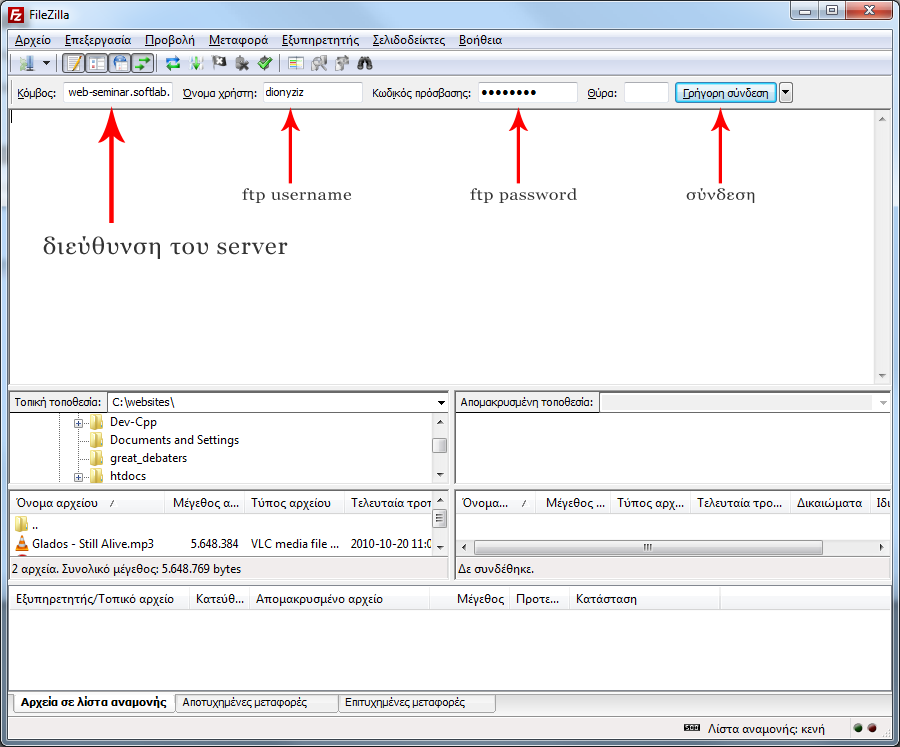 FileZilla
Αρχείο Επεξεργασία Προβολή Μεταφορά Εξυπηρετητής Σελιδοδείκτες Βοήθεια
Κόμβος: web-seminar.softlab. Όνομα χρήστη: dionyziz Κωδικός πρόσβασης: ●●●●●●●● Θύρα: Γρήγορη σύνδεση
ftp username ftp password σύνδεση
διεύθυνση του server
Τοπική τοποθεσία: C:\websites\ Απομακρυσμένη τοποθεσία:
Dev-Cpp
Documents and Settings
great_debaters
htdocs
Όνομα αρχείου Μέγεθος α... Τύπος αρχείου Τελευταία τροπ Όνομα... Μέγεθος ... Τύπος αρχ... Τελευταία τρο... Δικαιώματα Ιδι
..
Glados - Still Alive.mp3 5.648.384 VLC media file ... 2010-10-20 11:0
2 αρχεία. Συνολικό μέγεθος: 5.648.769 bytes Δε συνδέθηκε.
Εξυπηρετητής/Τοπικό αρχείο Κατεύθ... Απομακρυσμένο αρχείο Μέγεθος Προτε... Κατάσταση
Αρχεία σε λίστα αναμονής Αποτυχημένες μεταφορές Επιτυχημένες μεταφορές
Λίστα αναμονής: κενή